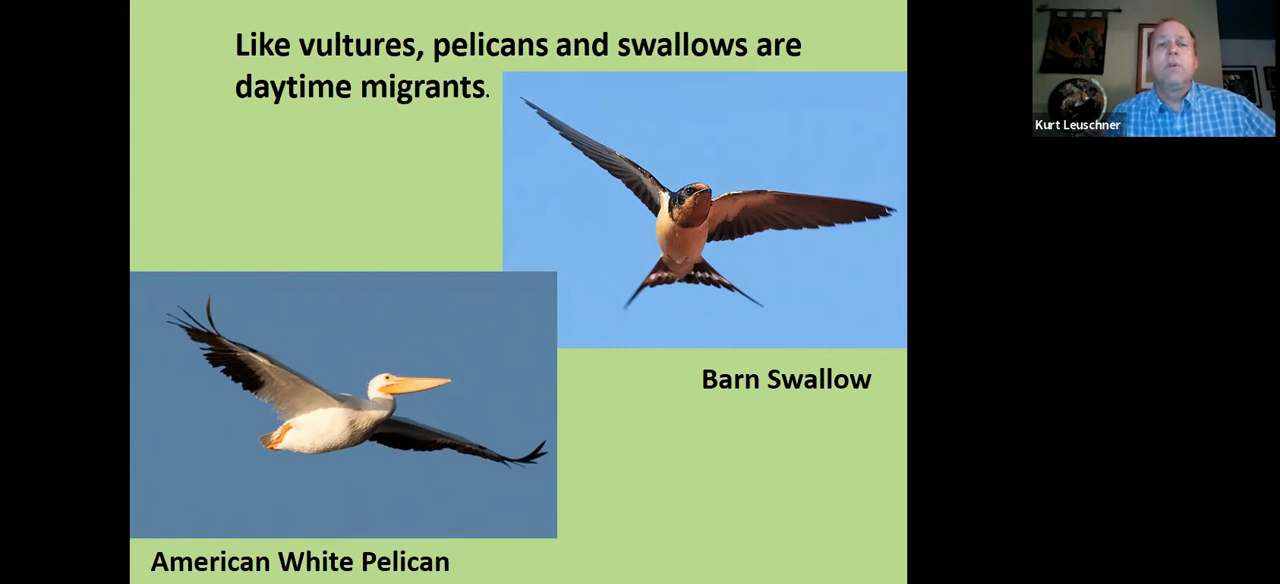 Like vultures, pelicans and swallows are
daytime migrants.
Kurt Leuschner
Barn Swallow
American White Pelican